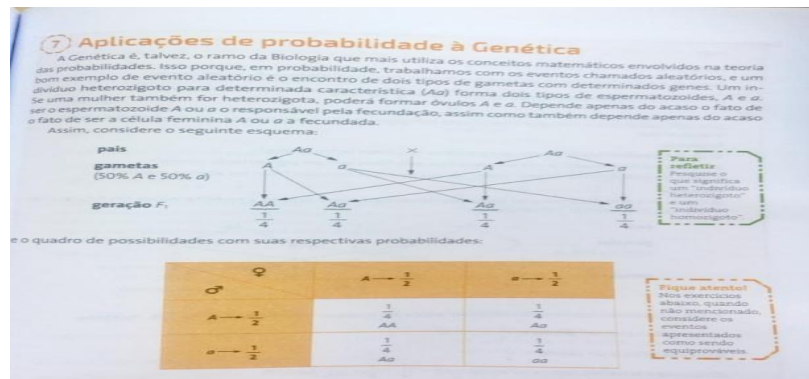 7 Aplicações de probabilidade à Genética
A Genética é, talvez, o ramo da Biologia que mais utiliza os conceitos matemáticos envolvidos na teoria
das probabilidades. Isso porque, em probabilidade, trabalhamos com os eventos chamados aleatórios, e um
bom exemplo de evento aleatório é o encontro de dois tipos de gametas com determinados genes. Um in-
divíduo heterozigoto para determinada característica (Aa) forma dois tipos de espermatozoides, A e a.
Se uma mulher também for heterozigota, poderá formar óvulos A e a. Depende apenas do acaso o fato de
ser o espermatozoide A ou a o responsável pela fecundação, assim como também depende apenas do acaso
o fato de ser a célula feminina A ou a a fecundada.
Assim, considere o seguinte esquema:
pais Aa × Aa
gametas A a A a
(50% A e 50% a)
geração F₁ AA Aa Aa aa
1/4 1/4 1/4 1/4
Para
refletir
Pesquise o
que significa
um "indivíduo
heterozigoto"
e um
"indivíduo
homozigoto".
e o quadro de possibilidades com suas respectivas probabilidades:
♀ A → 1/2 a → 1/2
♂
A → 1/2 1/4 AA 1/4 Aa
a → 1/2 1/4 Aa 1/4 aa
Fique atento!
Nos exercícios
abaixo, quando
não mencionado,
considere os
eventos
apresentados
como sendo
equiprováveis.